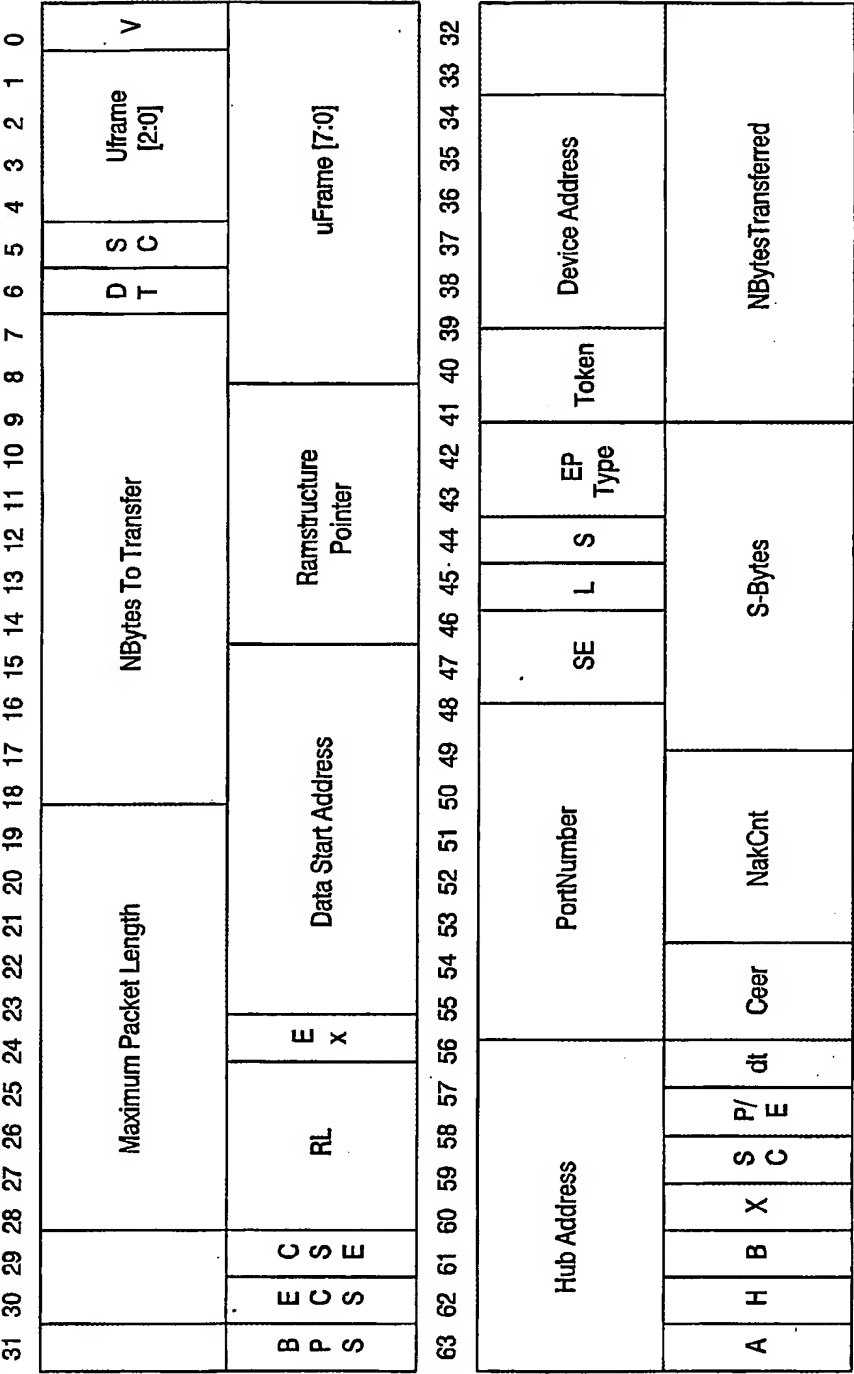 31 30 29 28 27 26 25 24 23 22 21 20 19 18 17 16 15 14 13 12 11 10 9 8 7 6 5 4 3 2 1 0
Maximum Packet Length
NBytes To Transfer
D
T
S
C
Uframe
[2:0]
V
B
P
S
E
C
S
C
S
E
RL
E
X
Data Start Address
Ramstructure
Pointer
uFrame [7:0]
63 62 61 60 59 58 57 56 55 54 53 52 51 50 49 48 47 46 45 44 43 42 41 40 39 38 37 36 35 34 33 32
Hub Address
PortNumber
SE
L
S
EP
Type
Token
Device Address
A
H
B
X
S
C
P/
E
dt
Ceer
NakCnt
S-Bytes
NBytesTransferred